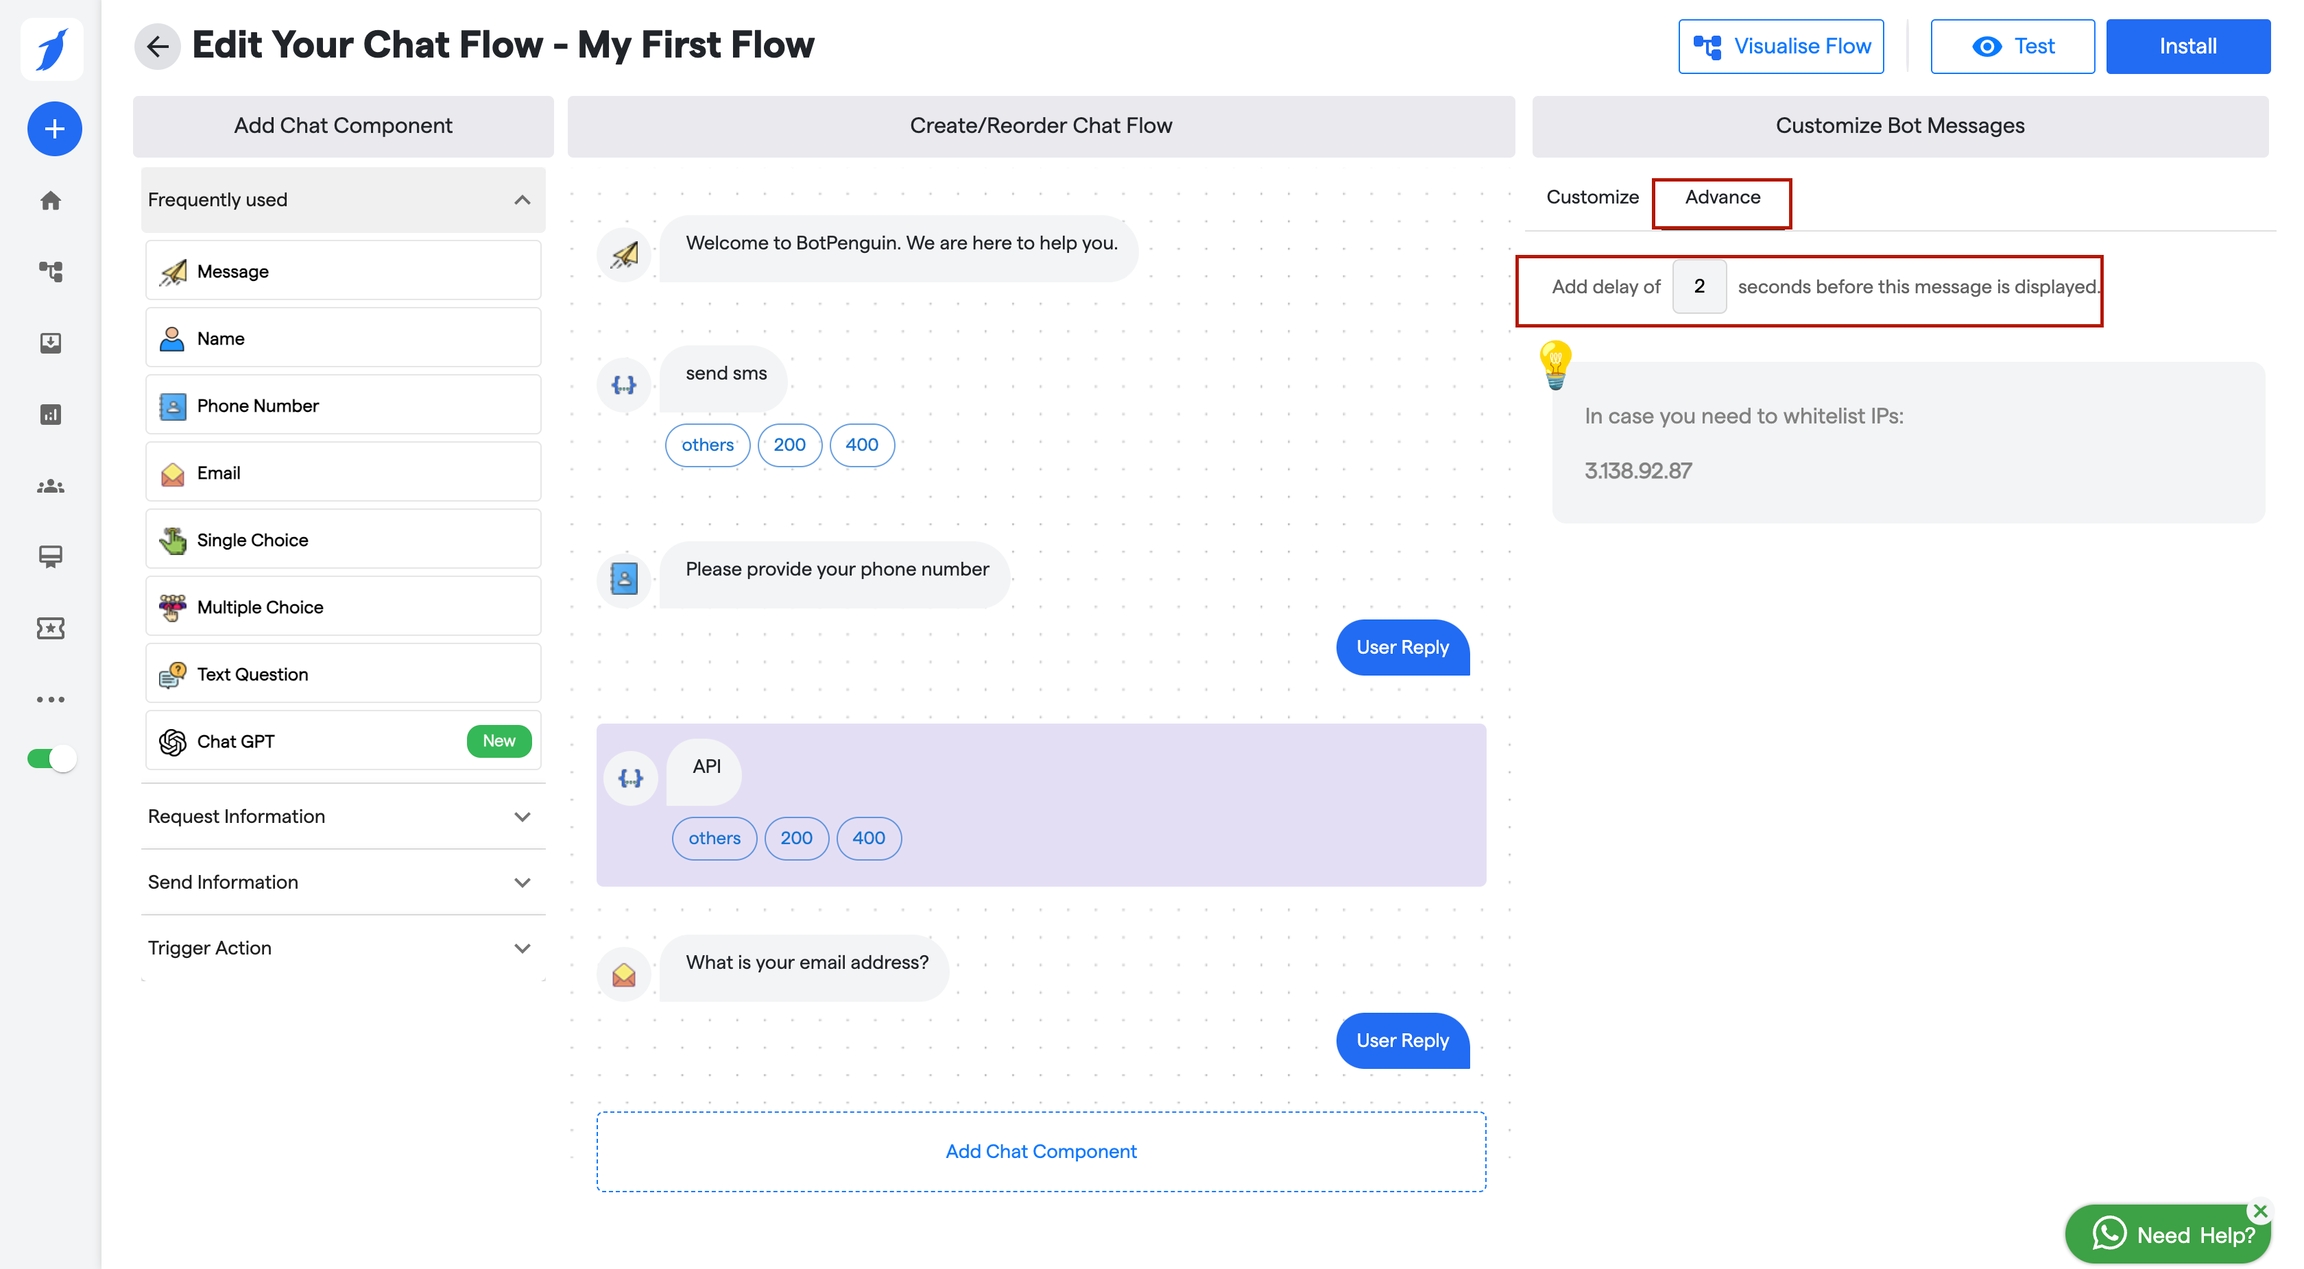 Edit Your Chat Flow - My First Flow
Visualise Flow
Test
Install
Add Chat Component
Create/Reorder Chat Flow
Customize Bot Messages
Frequently used
Message
Name
Phone Number
Email
Single Choice
Multiple Choice
Text Question
Chat GPT
New
Request Information
Send Information
Trigger Action
Welcome to BotPenguin. We are here to help you.
send sms
others
200
400
Please provide your phone number
User Reply
API
others
200
400
What is your email address?
User Reply
Add Chat Component
Customize
Advance
Add delay of 2 seconds before this message is displayed.
In case you need to whitelist IPs:
3.138.92.87
Need Help?